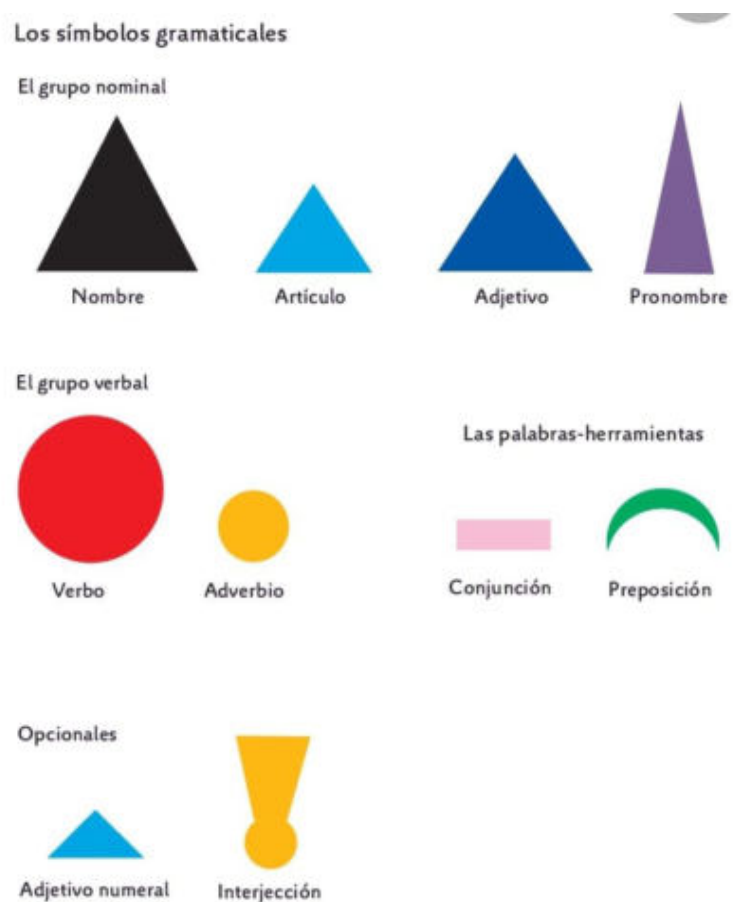 Los símbolos gramaticales
El grupo nominal
Nombre
Artículo
Adjetivo
Pronombre
El grupo verbal
Las palabras-herramientas
Verbo
Adverbio
Conjunción
Preposición
Opcionales
Adjetivo numeral
Interjección